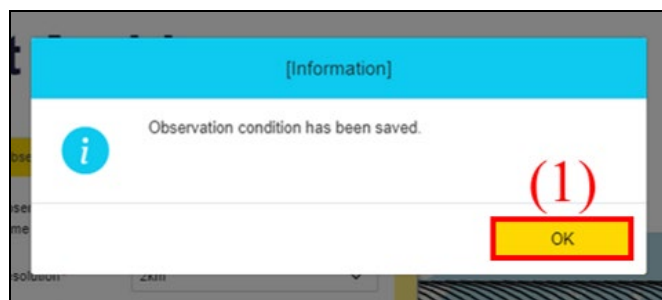 [Information]
Observation condition has been saved.
(1)
OK
2km